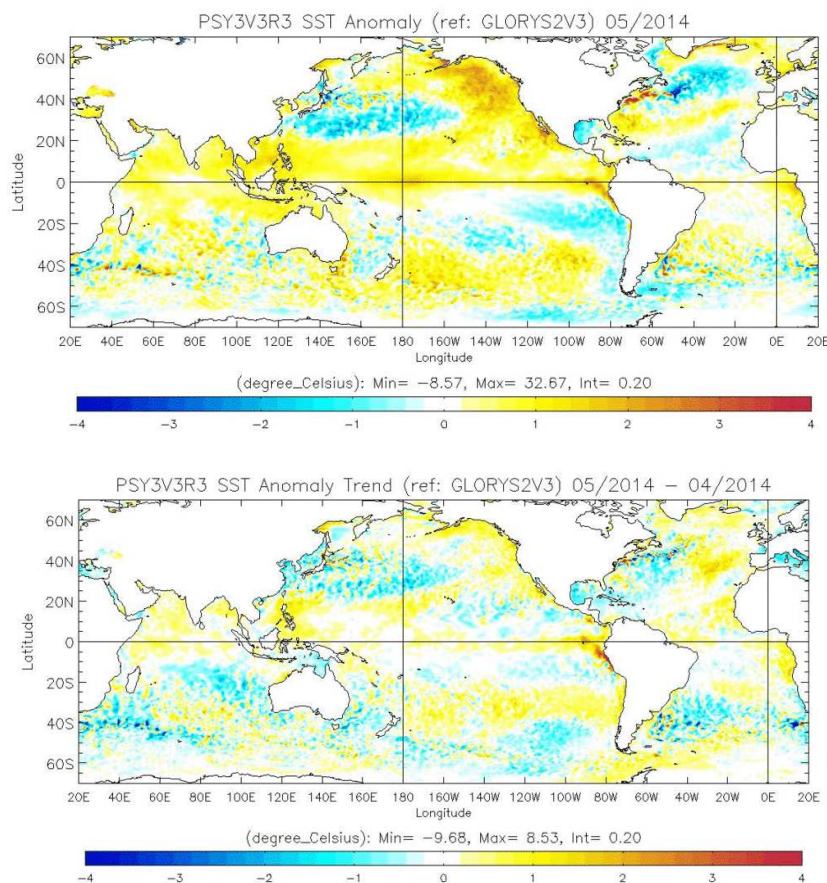 PSY3V3R3 SST Anomaly (ref: GLORYS2V3) 05/2014
60N
40N
20N
0
20S
40S
60S
Latitude
20E 40E 60E 80E 100E 120E 140E 160E 180 160W 140W 120W 100W 80W 60W 40W 20W 0E 20E
Longitude
(degree_Celsius): Min= −8.57, Max= 32.67, Int= 0.20
−4 −3 −2 −1 0 1 2 3 4
PSY3V3R3 SST Anomaly Trend (ref: GLORYS2V3) 05/2014 − 04/2014
60N
40N
20N
0
20S
40S
60S
Latitude
20E 40E 60E 80E 100E 120E 140E 160E 180 160W 140W 120W 100W 80W 60W 40W 20W 0E 20E
Longitude
(degree_Celsius): Min= −9.68, Max= 8.53, Int= 0.20
−4 −3 −2 −1 0 1 2 3 4